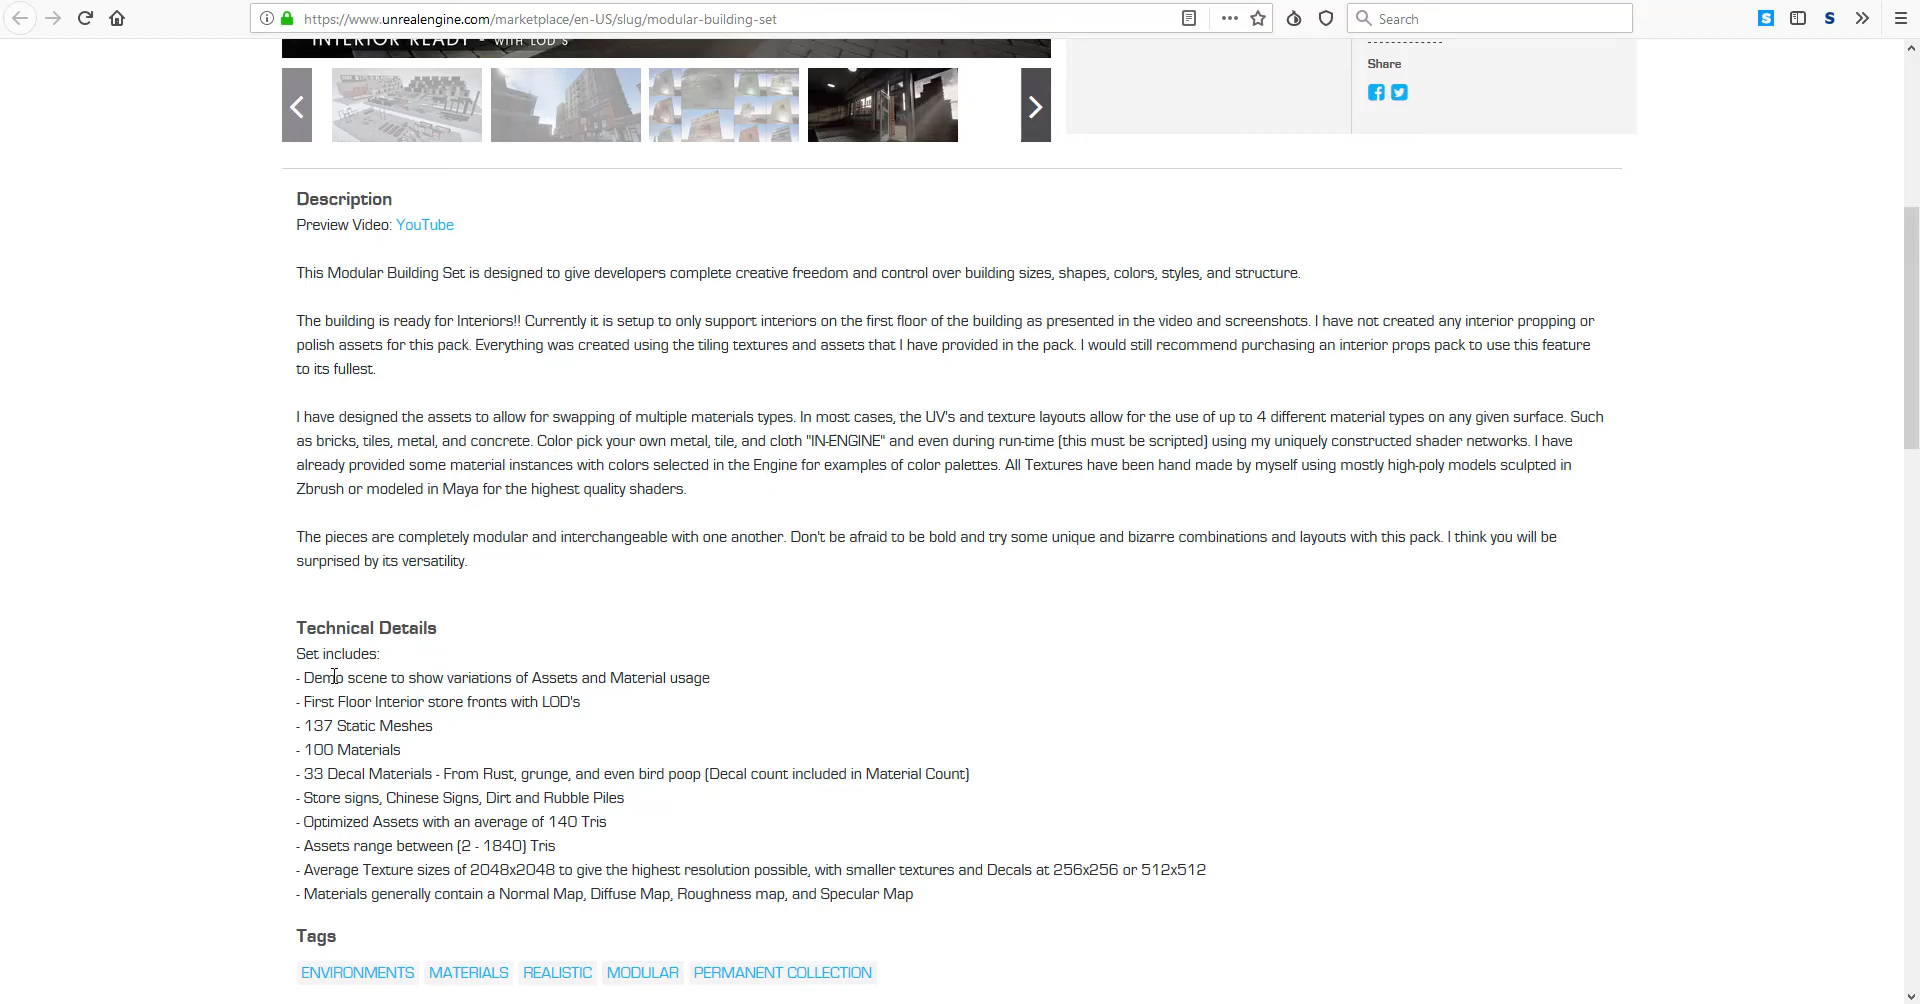 https://www.unrealengine.com/marketplace/en-US/slug/modular-building-set
Search
INTERIOR READY - WITH LOD'S
Share
Description
Preview Video: YouTube
This Modular Building Set is designed to give developers complete creative freedom and control over building sizes, shapes, colors, styles, and structure.
The building is ready for Interiors!! Currently it is setup to only support interiors on the first floor of the building as presented in the video and screenshots. I have not created any interior propping or
polish assets for this pack. Everything was created using the tiling textures and assets that I have provided in the pack. I would still recommend purchasing an interior props pack to use this feature
to its fullest.
I have designed the assets to allow for swapping of multiple materials types. In most cases, the UV's and texture layouts allow for the use of up to 4 different material types on any given surface. Such
as bricks, tiles, metal, and concrete. Color pick your own metal, tile, and cloth "IN-ENGINE" and even during run-time (this must be scripted) using my uniquely constructed shader networks. I have
already provided some material instances with colors selected in the Engine for examples of color palettes. All Textures have been hand made by myself using mostly high-poly models sculpted in
Zbrush or modeled in Maya for the highest quality shaders.
The pieces are completely modular and interchangeable with one another. Don't be afraid to be bold and try some unique and bizarre combinations and layouts with this pack. I think you will be
surprised by its versatility.
Technical Details
Set includes:
- Demo scene to show variations of Assets and Material usage
- First Floor Interior store fronts with LOD's
- 137 Static Meshes
- 100 Materials
- 33 Decal Materials - From Rust, grunge, and even bird poop (Decal count included in Material Count)
- Store signs, Chinese Signs, Dirt and Rubble Piles
- Optimized Assets with an average of 140 Tris
- Assets range between (2 - 1840) Tris
- Average Texture sizes of 2048x2048 to give the highest resolution possible, with smaller textures and Decals at 256x256 or 512x512
- Materials generally contain a Normal Map, Diffuse Map, Roughness map, and Specular Map
Tags
ENVIRONMENTS MATERIALS REALISTIC MODULAR PERMANENT COLLECTION